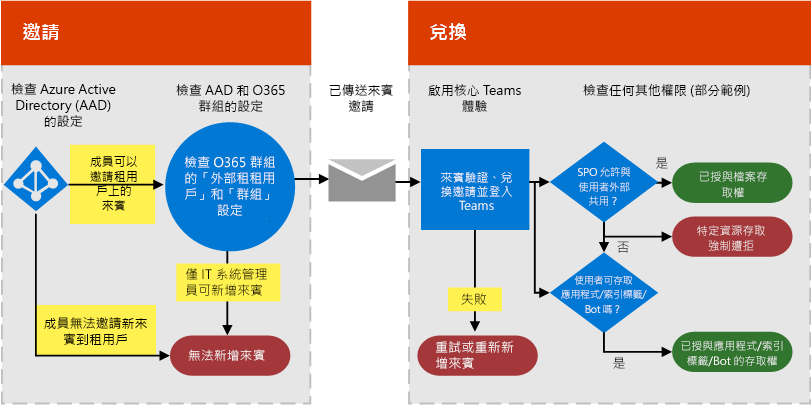 邀請
檢查 Azure Active
Directory (AAD)
的設定
檢查 AAD 和 O365
群組的設定
成員可以
邀請租用
戶上的
來賓
檢查 O365 群組
的「外部租租用
戶」和「群組」
設定
僅 IT 系統管理
員可新增來賓
成員無法邀請新來
賓到租用戶
無法新增來賓
已傳送來賓
邀請
兌換
啟用核心 Teams
體驗
檢查任何其他權限 (部分範例)
來賓驗證、兌
換邀請並登入
Teams
失敗
重試或重新新
增來賓
SPO 允許與
使用者外部
共用？
是
已授與檔案存
取權
特定資源存取
強制遭拒
否
使用者可存取
應用程式/索引標籤/
Bot 嗎？
是
已授與應用程式/索引
標籤/Bot 的存取權